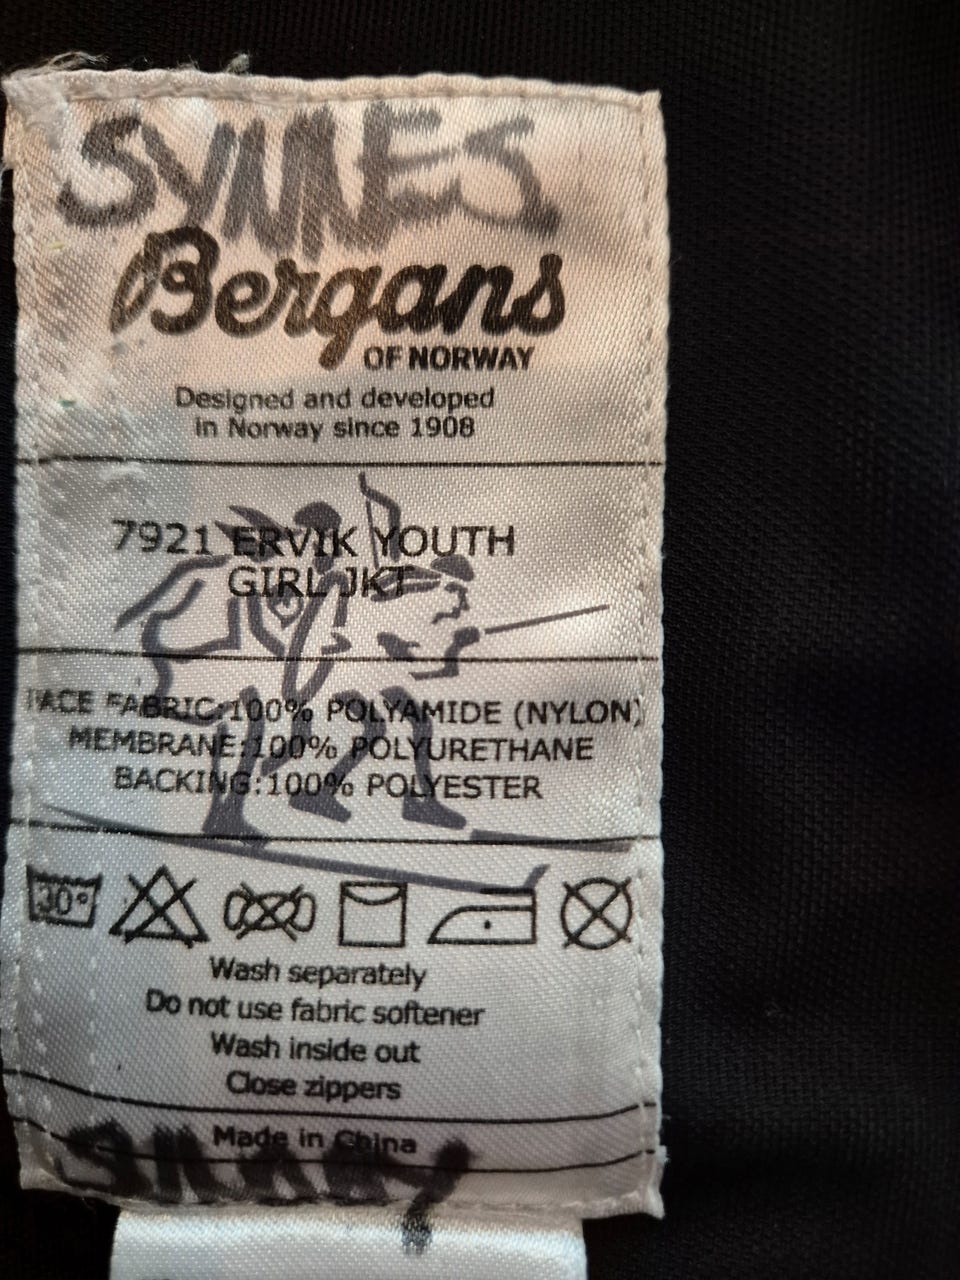 SYNNES
Bergans
OF NORWAY
Designed and developed
in Norway since 1908
7921 ERVIK YOUTH
GIRL JKT
FACE FABRIC:100% POLYAMIDE (NYLON)
MEMBRANE:100% POLYURETHANE
BACKING:100% POLYESTER
30°
Wash separately
Do not use fabric softener
Wash inside out
Close zippers
Made in China